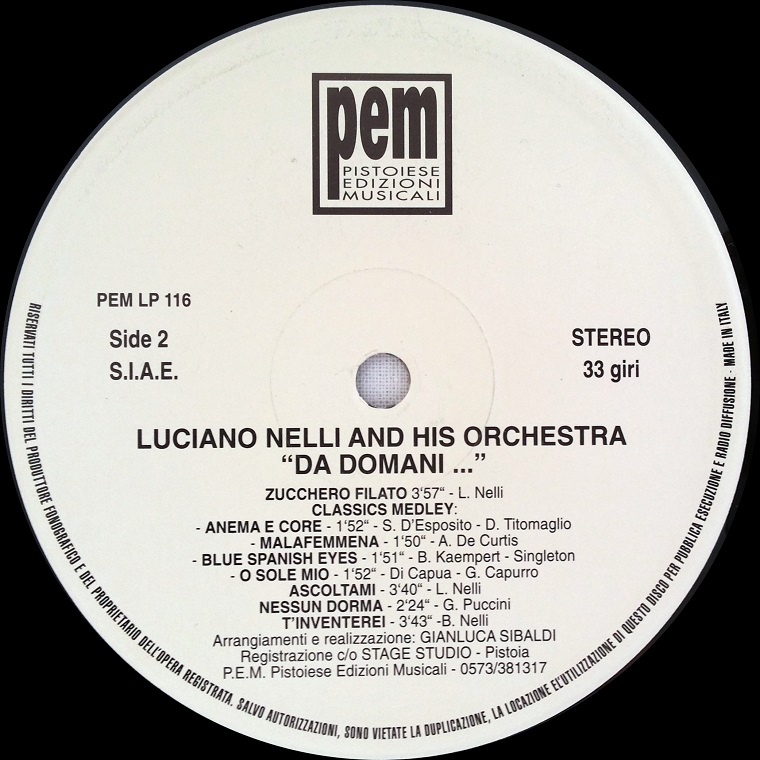 pem
PISTOIESE
EDIZIONI
MUSICALI
PEM LP 116
Side 2
S.I.A.E.
STEREO
33 giri
LUCIANO NELLI AND HIS ORCHESTRA
“DA DOMANI ...”
ZUCCHERO FILATO 3‘57“ - L. Nelli
CLASSICS MEDLEY:
- ANEMA E CORE - 1‘52“ - S. D’Esposito - D. Titomaglio
- MALAFEMMENA - 1‘50“ - A. De Curtis
- BLUE SPANISH EYES - 1‘51“ - B. Kaempert - Singleton
- O SOLE MIO - 1‘52“ - Di Capua - G. Capurro
ASCOLTAMI - 3‘40“ - L. Nelli
NESSUN DORMA - 2‘24“ - G. Puccini
T’INVENTEREI - 3‘43“ -B. Nelli
Arrangiamenti e realizzazione: GIANLUCA SIBALDI
Registrazione c/o STAGE STUDIO - Pistoia
P.E.M. Pistoiese Edizioni Musicali - 0573/381317
RISERVATI TUTTI I DIRITTI DEL PRODUTTORE FONOGRAFICO E DEL PROPRIETARIO DELL’OPERA REGISTRATA. SALVO AUTORIZZAZIONI, SONO VIETATE LA DUPLICAZIONE, LA LOCAZIONE EL’UTILIZZAZIONE DI QUESTO DISCO PER PUBBLICA ESECUZIONE E RADIO DIFFUSIONE - MADE IN ITALY